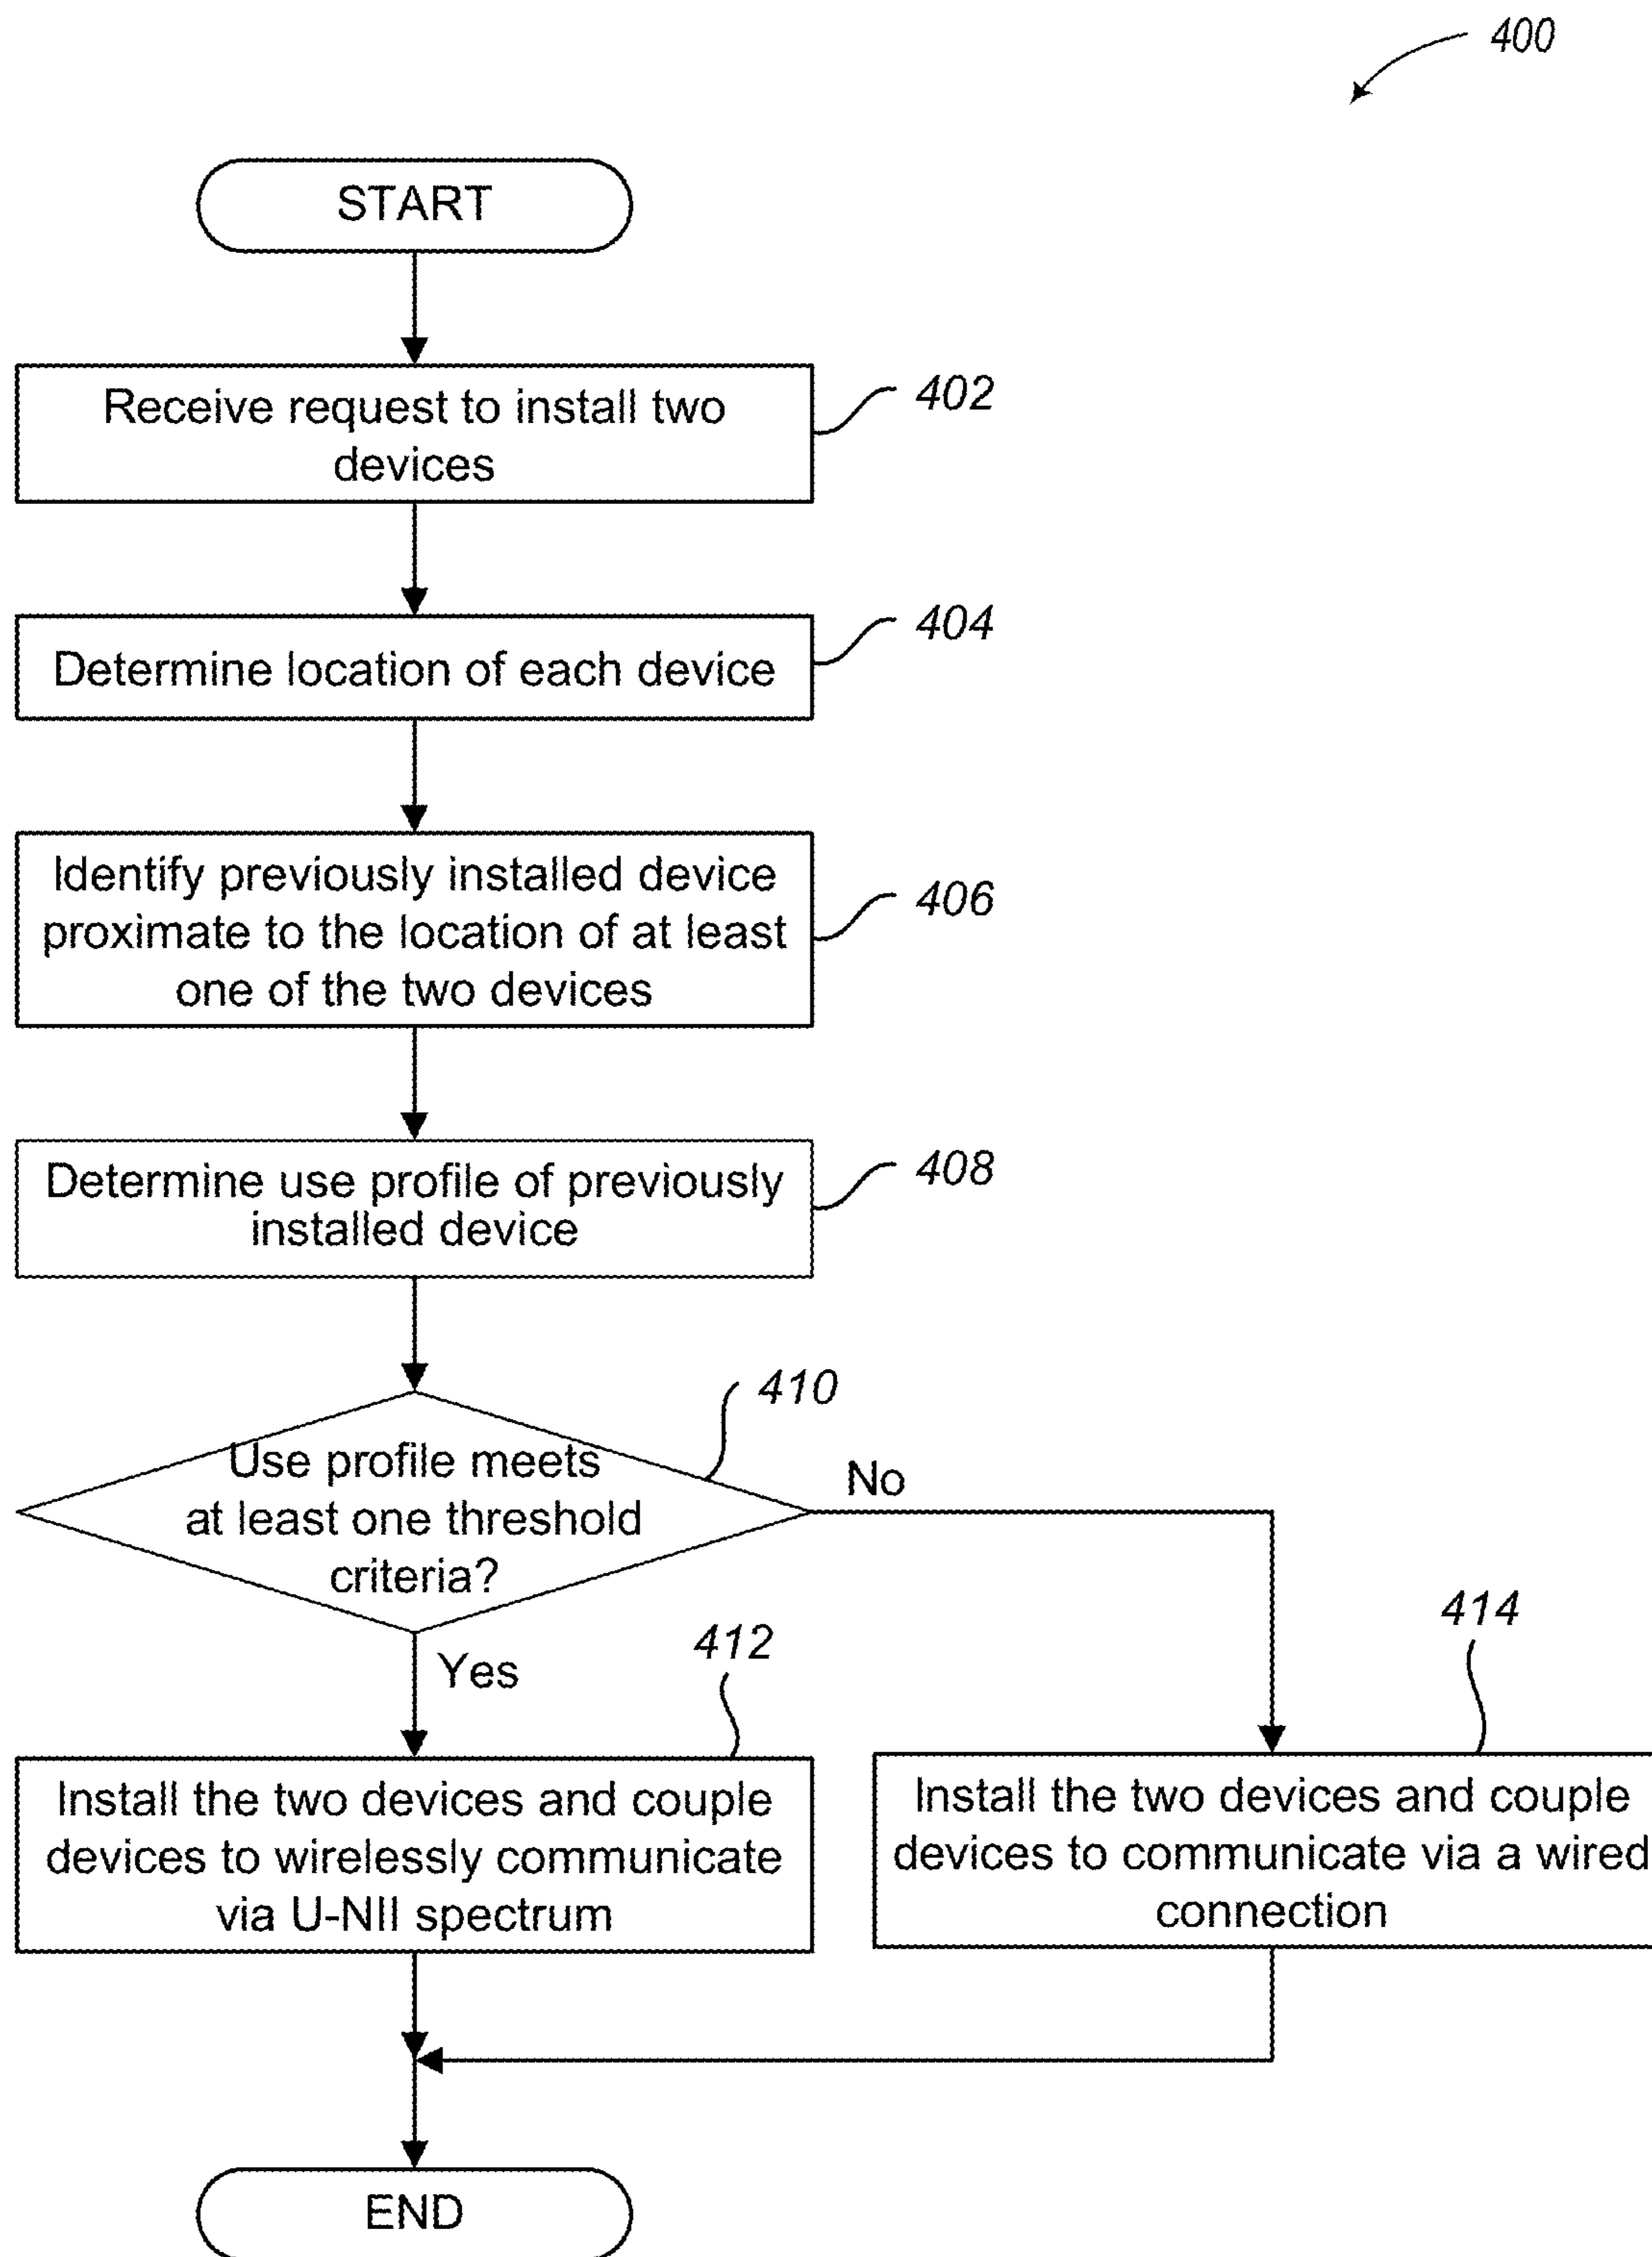 400
START
Receive request to install two
devices
402
Determine location of each device
404
Identify previously installed device
proximate to the location of at least
one of the two devices
406
Determine use profile of previously
installed device
408
Use profile meets
at least one threshold
criteria?
410
No
Yes
412
Install the two devices and couple
devices to wirelessly communicate
via U-NII spectrum
414
Install the two devices and couple
devices to communicate via a wired
connection
END